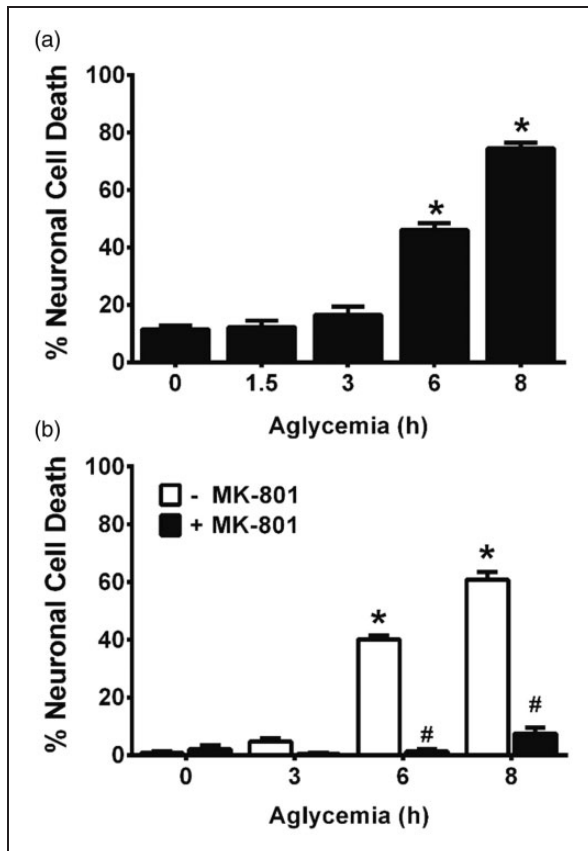 (a)
% Neuronal Cell Death
100
80
60
40
20
0
* *
0 1.5 3 6 8
Aglycemia (h)
(b)
% Neuronal Cell Death
100
80
60
40
20
0
- MK-801
+ MK-801
* *
# #
0 3 6 8
Aglycemia (h)